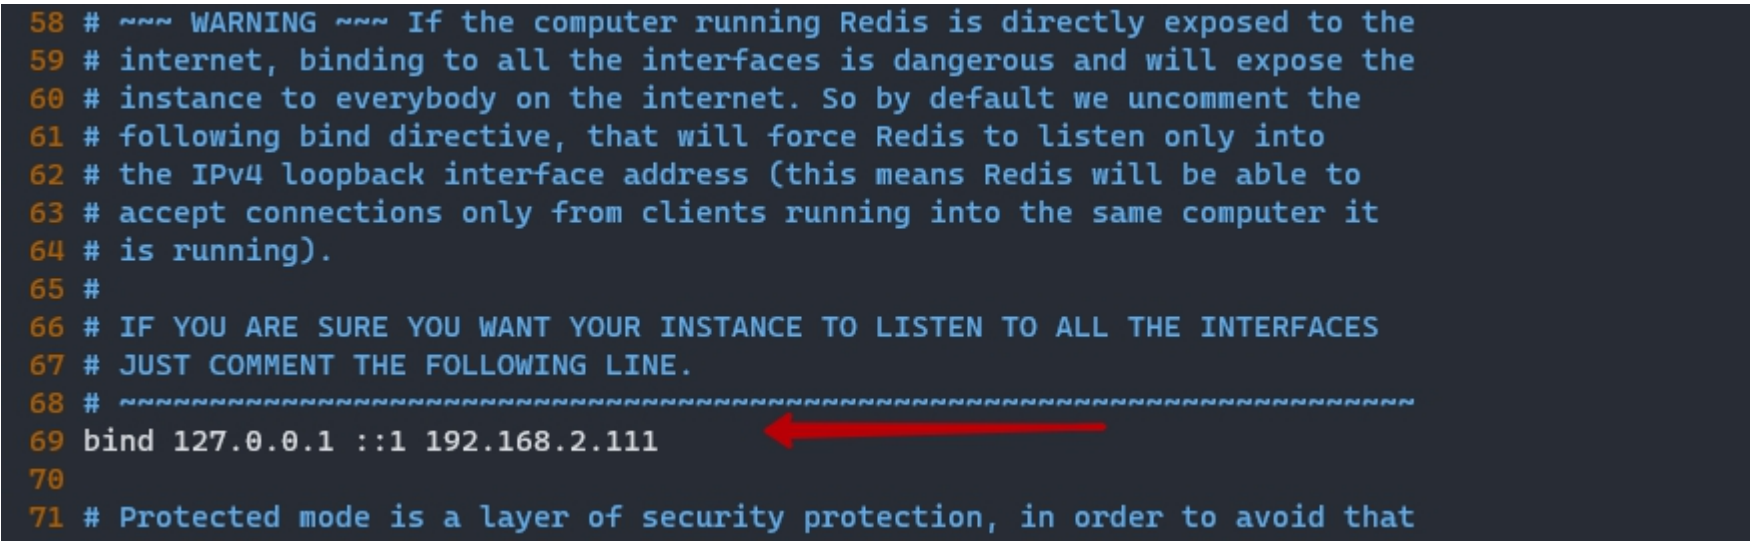 58 # ~~~ WARNING ~~~ If the computer running Redis is directly exposed to the
59 # internet, binding to all the interfaces is dangerous and will expose the
60 # instance to everybody on the internet. So by default we uncomment the
61 # following bind directive, that will force Redis to listen only into
62 # the IPv4 loopback interface address (this means Redis will be able to
63 # accept connections only from clients running into the same computer it
64 # is running).
65 #
66 # IF YOU ARE SURE YOU WANT YOUR INSTANCE TO LISTEN TO ALL THE INTERFACES
67 # JUST COMMENT THE FOLLOWING LINE.
68 # ~~~~~~~~~~~~~~~~~~~~~~~~~~~~~~~~~~~~~~~~~~~~~~~~~~~~~~~~~~~~~~~~~~~~~~~~
69 bind 127.0.0.1 ::1 192.168.2.111
70
71 # Protected mode is a layer of security protection, in order to avoid that